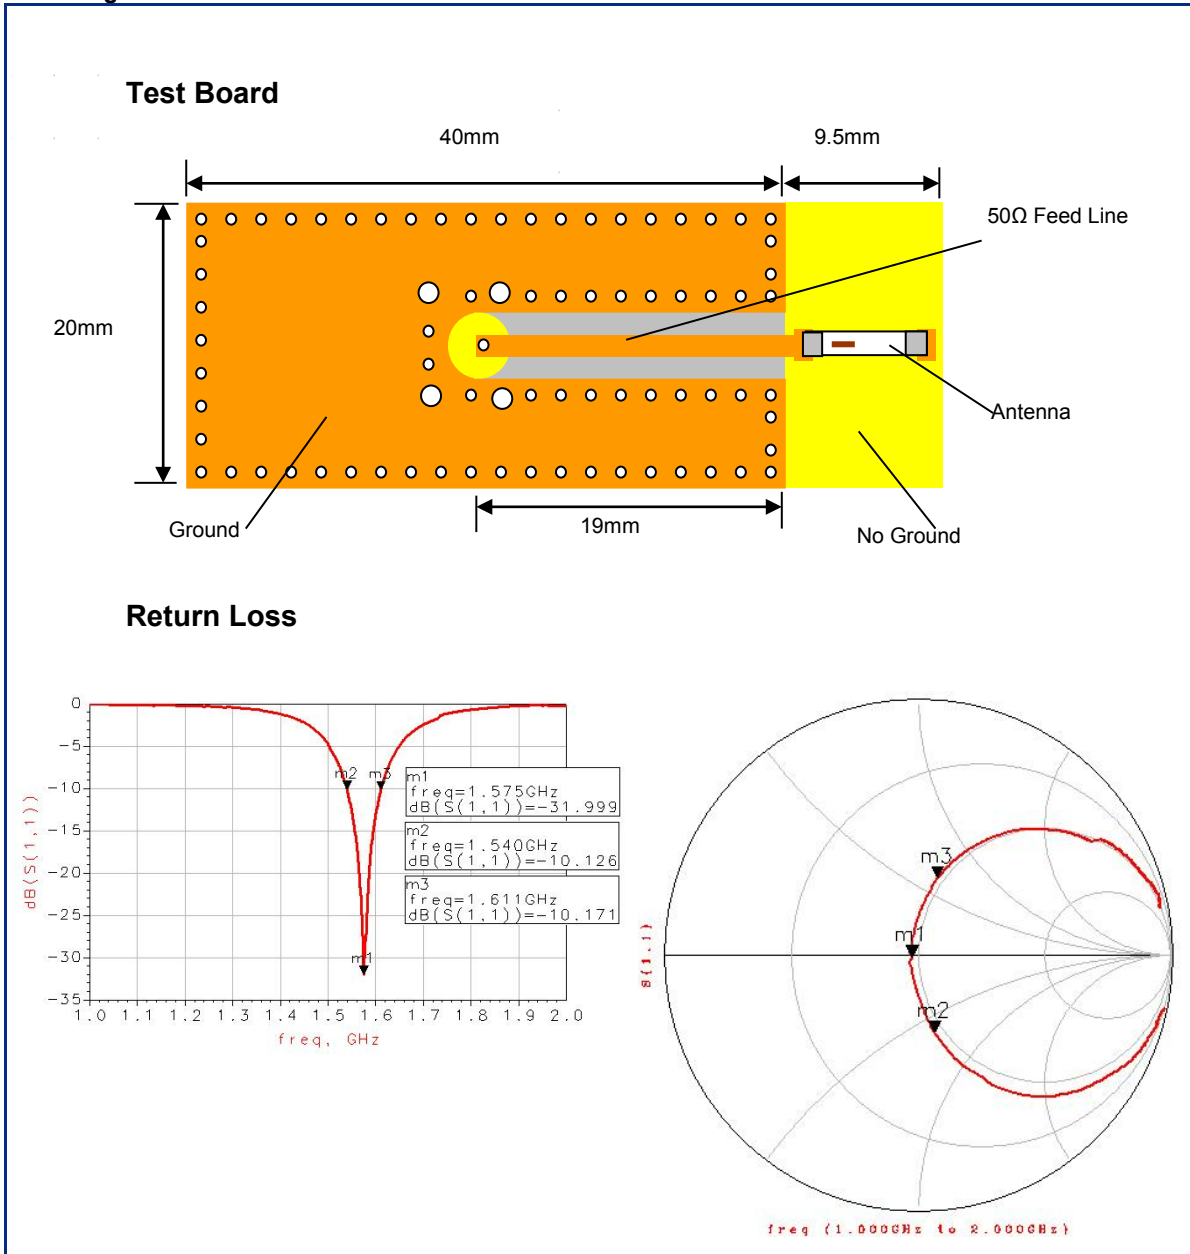 Test Board
40mm
9.5mm
50Ω Feed Line
20mm
Antenna
Ground
19mm
No Ground
Return Loss
0
-5
-10
-15
-20
-25
-30
-35
dB(S(1,1))
m2
m3
m1
m1
freq=1.575GHz
dB(S(1,1))=-31.999
m2
freq=1.540GHz
dB(S(1,1))=-10.126
m3
freq=1.611GHz
dB(S(1,1))=-10.171
1.0 1.1 1.2 1.3 1.4 1.5 1.6 1.7 1.8 1.9 2.0
freq, GHz
S(1,1)
m3
m1
m2
freq (1.000GHz to 2.000GHz)